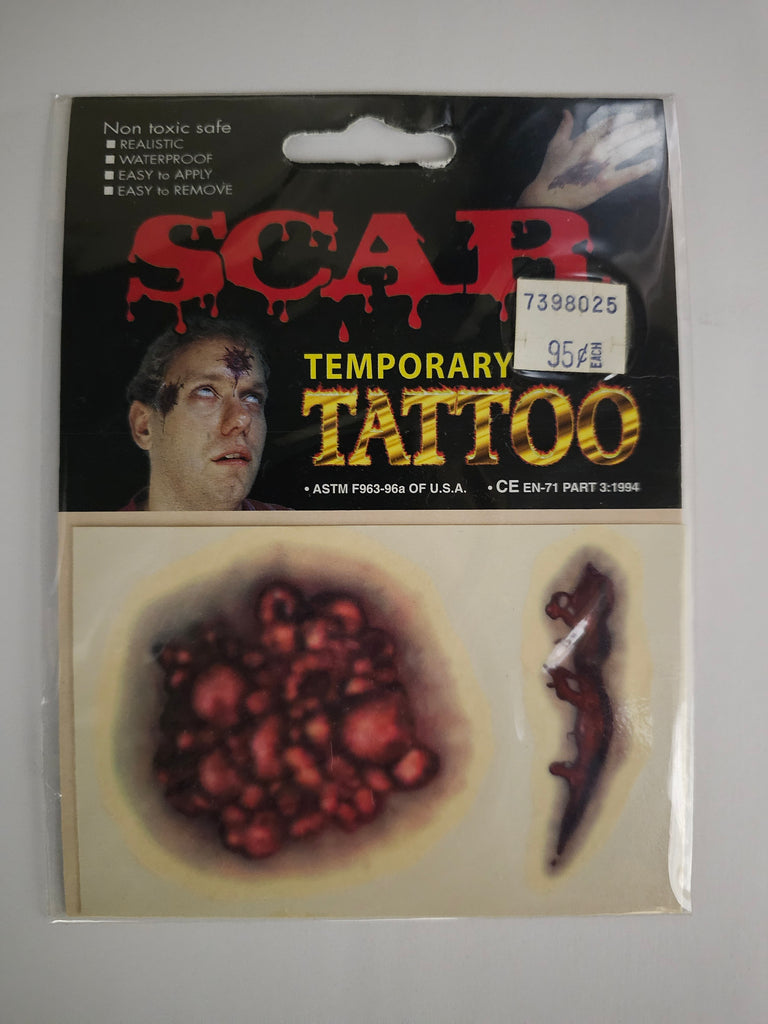 Non toxic safe
■ REALISTIC
■ WATERPROOF
■ EASY to APPLY
■ EASY to REMOVE
SCAR
7398025
95¢ EACH
TEMPORARY
TATTOO
• ASTM F963-96a OF U.S.A. • CE EN-71 PART 3:1994